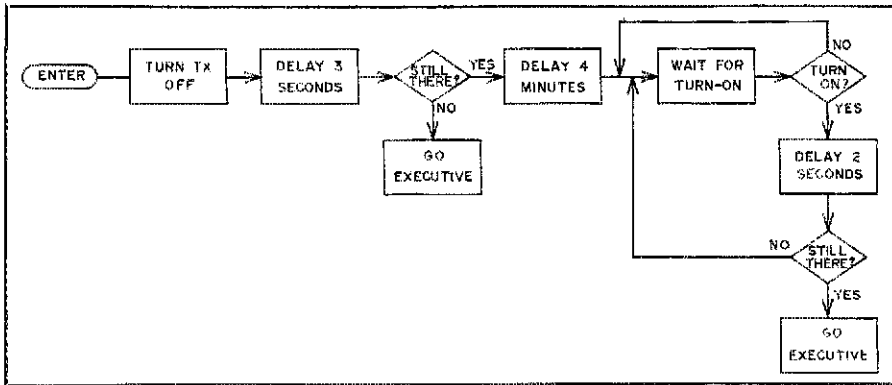 ENTER
TURN TX
OFF
DELAY 3
SECONDS
STILL
THERE?
YES
NO
GO
EXECUTIVE
DELAY 4
MINUTES
WAIT FOR
TURN-ON
TURN
ON?
NO
YES
DELAY 2
SECONDS
STILL
THERE?
NO
YES
GO
EXECUTIVE